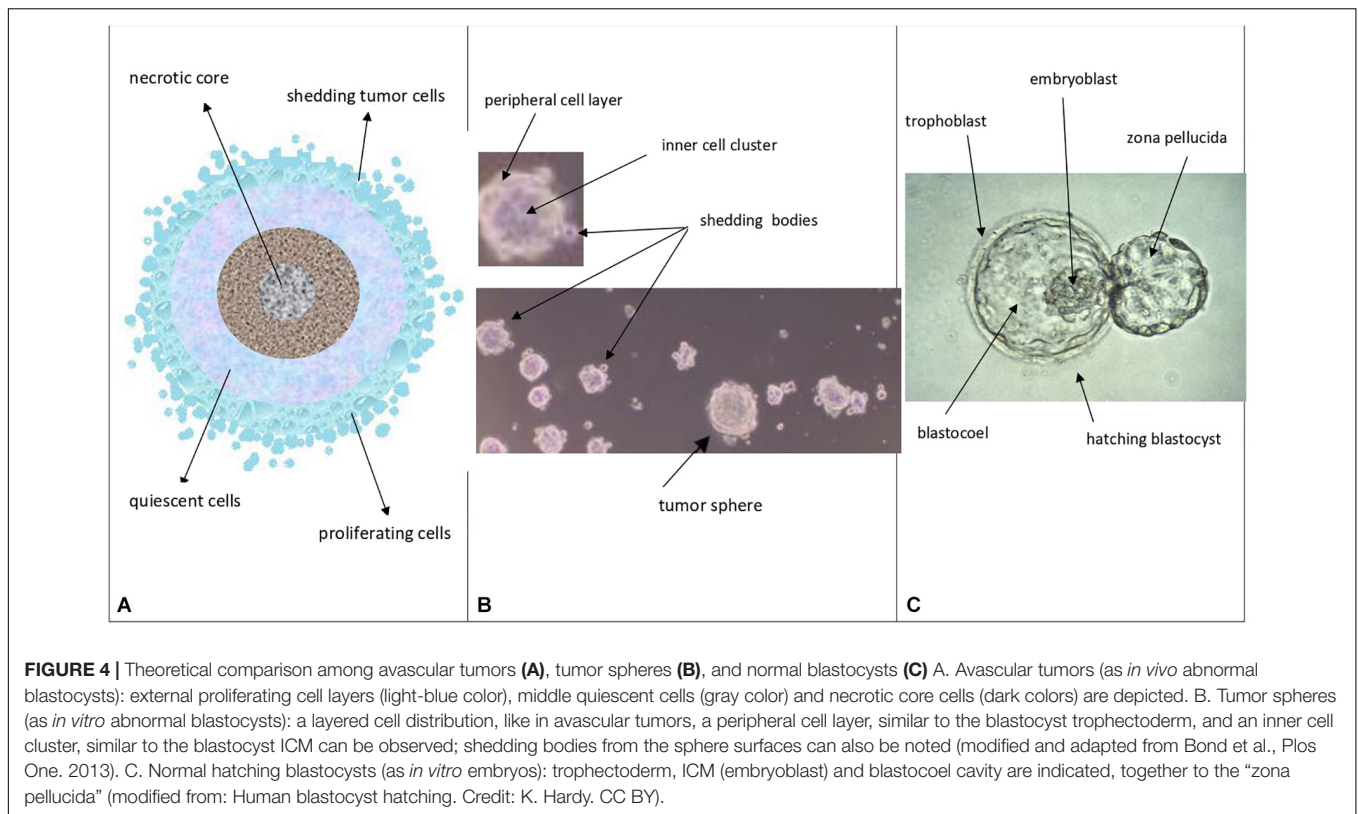 necrotic core
shedding tumor cells
quiescent cells
proliferating cells
A
peripheral cell layer
inner cell cluster
shedding bodies
tumor sphere
B
embryoblast
trophoblast
zona pellucida
blastocoel
hatching blastocyst
C
FIGURE 4 | Theoretical comparison among avascular tumors (A), tumor spheres (B), and normal blastocysts (C) A. Avascular tumors (as in vivo abnormal
blastocysts): external proliferating cell layers (light-blue color), middle quiescent cells (gray color) and necrotic core cells (dark colors) are depicted. B. Tumor spheres
(as in vitro abnormal blastocysts): a layered cell distribution, like in avascular tumors, a peripheral cell layer, similar to the blastocyst trophectoderm, and an inner cell
cluster, similar to the blastocyst ICM can be observed; shedding bodies from the sphere surfaces can also be noted (modified and adapted from Bond et al., Plos
One. 2013). C. Normal hatching blastocysts (as in vitro embryos): trophectoderm, ICM (embryoblast) and blastocoel cavity are indicated, together to the “zona
pellucida” (modified from: Human blastocyst hatching. Credit: K. Hardy. CC BY).